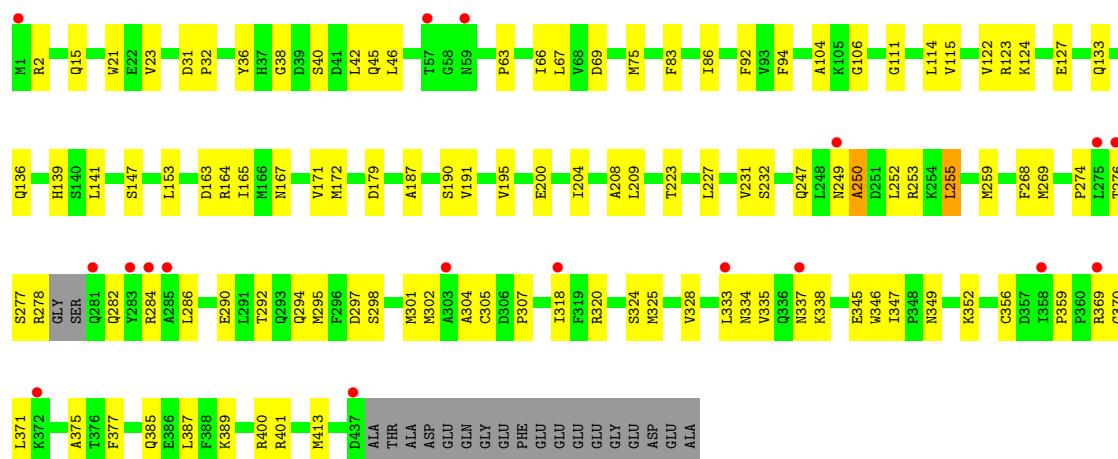 M1 R2 Q15 W21 E22 V23 D31 P32 Y36 H37 G38 D39 S40 D41 L42 Q45 L46 T57 G58 N59 P63 I66 L67 V68 D69 M75 F83 I86 F92 V93 F94 A104 K105 G106 G111 L114 V115 V122 R123 K124 E127 Q133
Q136 H139 S140 L141 S147 L153 D163 R164 I165 M166 N167 V171 M172 D179 A187 S190 V191 V195 E200 I204 A208 L209 T223 L227 V231 S232 Q247 L248 N249 A250 D251 L252 R253 K254 L255 M259 F268 M269 P274 L275 T276
S277 R278 GLY SER Q281 Q282 Y283 R284 A285 L286 E290 L291 T292 Q293 Q294 M295 F296 D297 S298 M301 M302 A303 A304 C305 D306 P307 I318 F319 R320 S324 M325 V328 L333 N334 V335 Q336 N337 K338 E345 W346 I347 P348 N349 K352 C356 D357 I358 P359 P360 R369 G370
L371 K372 A375 T376 F377 Q385 E386 L387 F388 K389 R400 R401 M413 D437 ALA THR ALA ASP GLU GLN GLY GLU PHE GLU GLU GLU GLU GLY GLU ASP GLU ALA